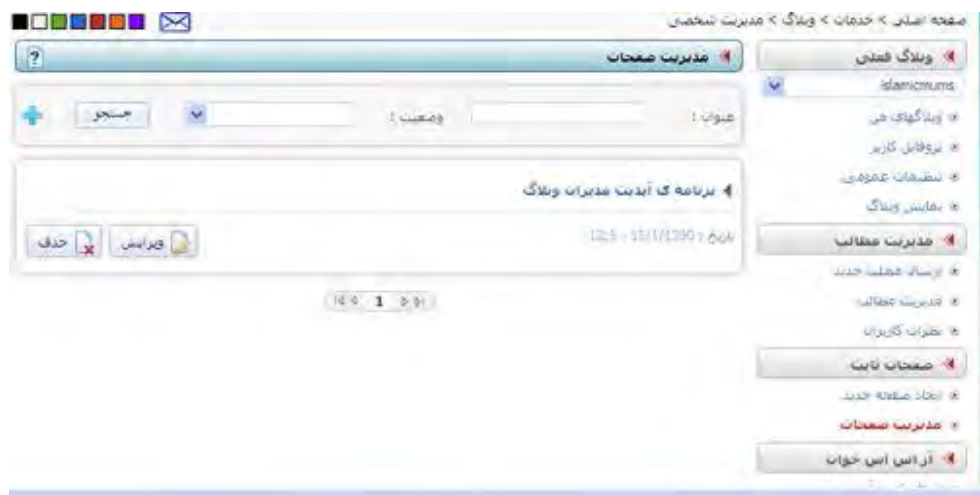 صفحه اصلی > خدمات > وبلاگ > مدیریت شخصی
وبلاگ فعلی
islamicmums
وبلاگهای من
پروفایل کاربر
تنظیمات عمومی
نمایش وبلاگ
مدیریت مطالب
ارسال مطلب جدید
مدیریت مطالب
نظرات کاربران
صفحات ثابت
ایجاد صفحه جدید
مدیریت صفحات
آر اس اس خوان
مدیریت صفحات
?
عنوان :
وضعیت :
جستجو
برنامه ی آپدیت مدیران وبلاگ
تاریخ :
ویرایش
حذف
1